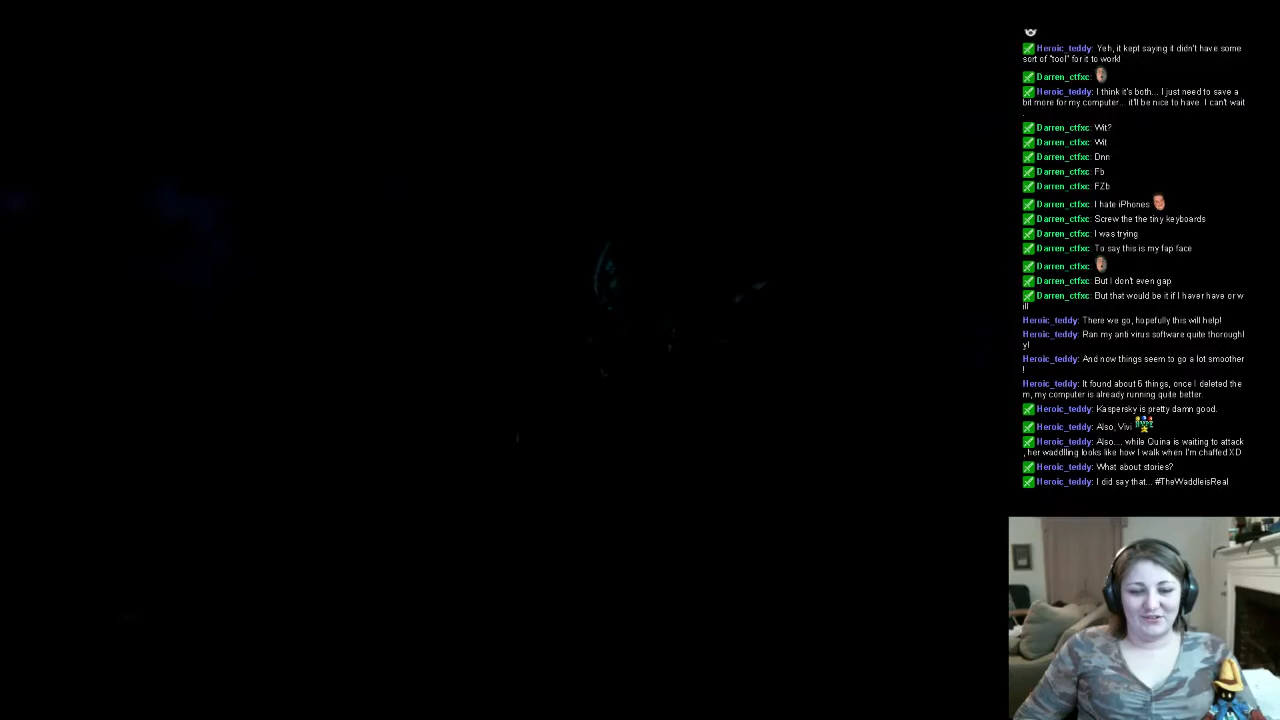 Heroic_teddy: Yeh, it kept saying it didn't have some
sort of "tool" for it to work!
Darren_ctfxc:
Heroic_teddy: I think it's both... I just need to save a
bit more for my computer... it'll be nice to have. I can't wait
.
Darren_ctfxc: Wit?
Darren_ctfxc: Wit
Darren_ctfxc: Dnn
Darren_ctfxc: Fb
Darren_ctfxc: FZb
Darren_ctfxc: I hate iPhones
Darren_ctfxc: Screw the the tiny keyboards
Darren_ctfxc: I was trying
Darren_ctfxc: To say this is my fap face
Darren_ctfxc:
Darren_ctfxc: But I don't even gap
Darren_ctfxc: But that would be it if I haver have or w
ill
Heroic_teddy: There we go, hopefully this will help!
Heroic_teddy: Ran my anti virus software quite thoroughl
y!
Heroic_teddy: And now things seem to go a lot smoother
!
Heroic_teddy: It found about 6 things, once I deleted the
m, my computer is already running quite better.
Heroic_teddy: Kaspersky is pretty damn good.
Heroic_teddy: Also, Vivi
Heroic_teddy: Also.... while Quina is waiting to attack
, her waddling looks like how I walk when I'm chaffed XD
Heroic_teddy: What about stories?
Heroic_teddy: I did say that... #TheWaddleisReal